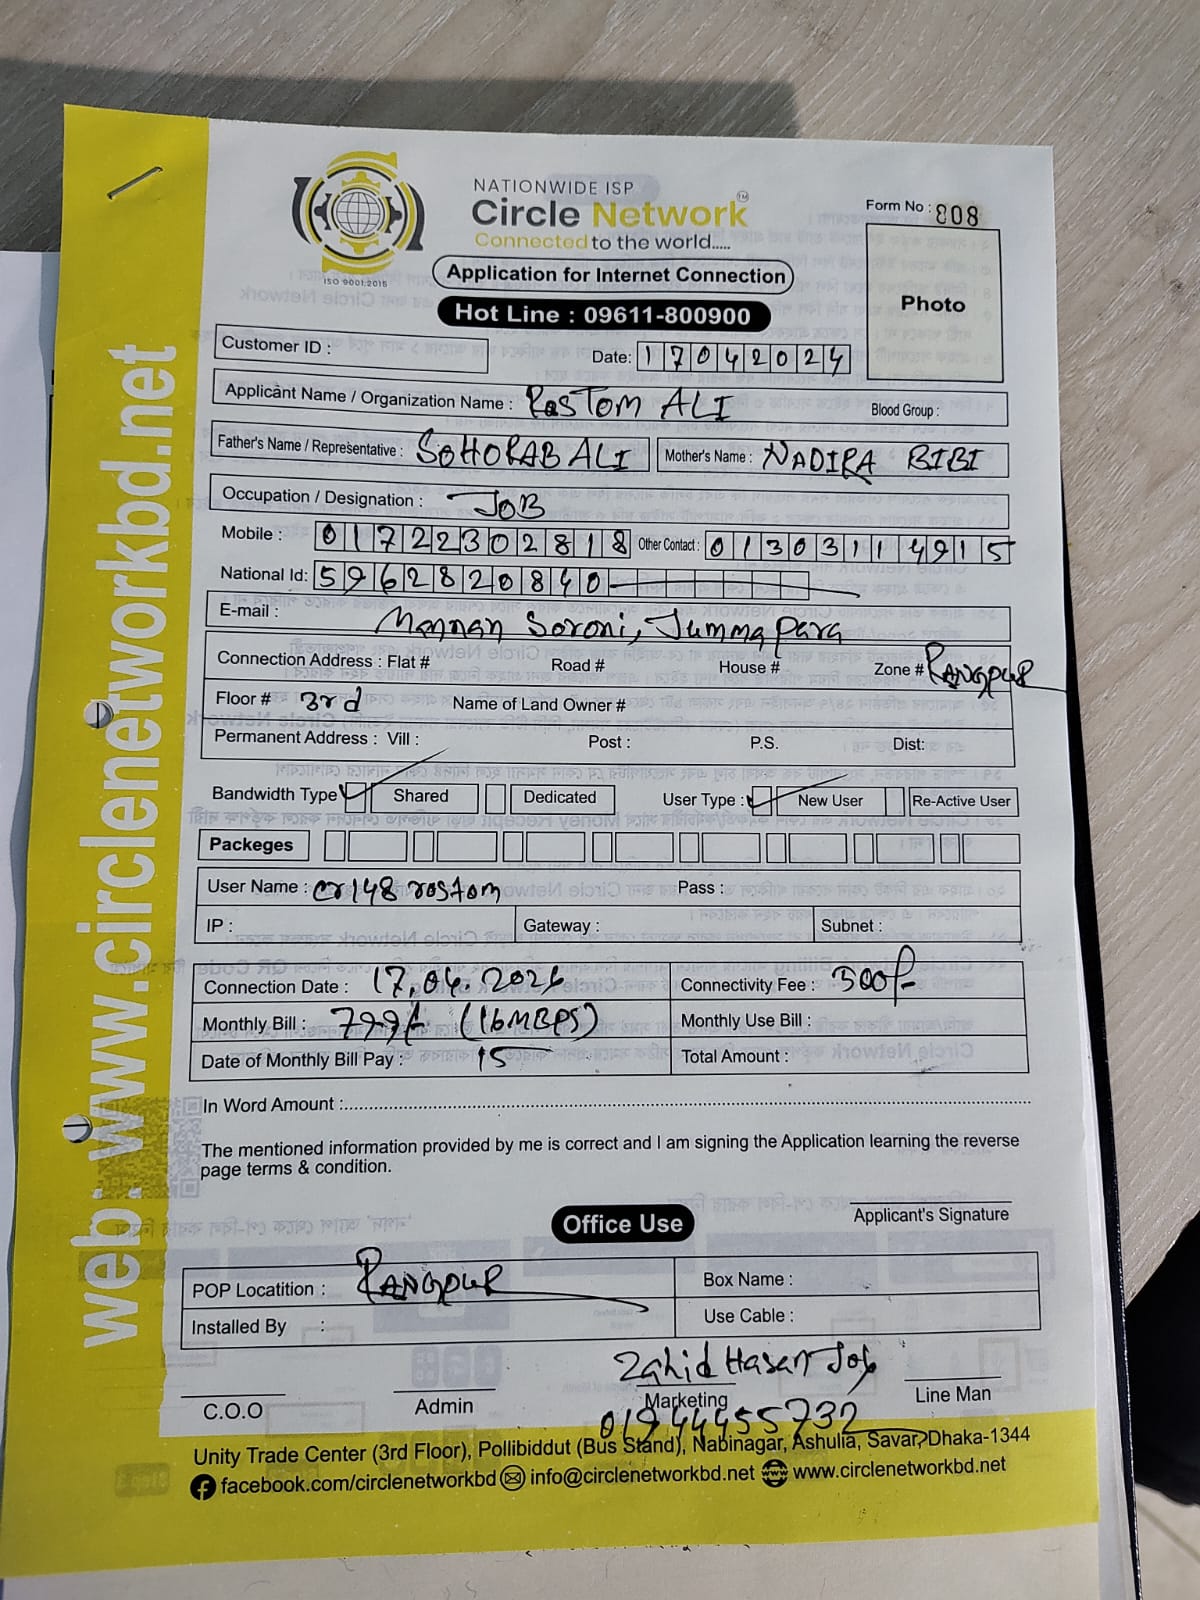 NATIONWIDE ISP
Circle Network™
Connected to the world.....
ISO 9001:2015
Form No : 808
Application for Internet Connection
Hot Line : 09611-800900
Photo
Customer ID :
Date: 17042024
Applicant Name / Organization Name : ROSTOM ALI Blood Group :
Father's Name / Representative : SOHORAB ALI Mother's Name : NADIRA BIBI
Occupation / Designation : JOB
Mobile : 01722302818 Other Contact : 01303114915
National Id: 5962820840
E-mail : Mannan Soroni, Jumma para
Connection Address : Flat # Road # House # Zone # RANGPUR
Floor # 3rd Name of Land Owner #
Permanent Address : Vill : Post : P.S. Dist:
Bandwidth Type Shared Dedicated User Type : New User Re-Active User
Packeges
User Name : cr148 rostom Pass :
IP : Gateway : Subnet :
Connection Date : 17.04.2024 Connectivity Fee : 300/-
Monthly Bill : 799/- (16MBPS) Monthly Use Bill :
Date of Monthly Bill Pay : 15 Total Amount :
In Word Amount :
The mentioned information provided by me is correct and I am signing the Application learning the reverse
page terms & condition.
Office Use
Applicant's Signature
POP Locatition : RANGPUR Box Name :
Installed By : Use Cable :
Zahid Hasan
C.O.O Admin Marketing Line Man
01944455732
Unity Trade Center (3rd Floor), Pollibiddut (Bus Stand), Nabinagar, Ashulia, Savar, Dhaka-1344
facebook.com/circlenetworkbd info@circlenetworkbd.net www.circlenetworkbd.net
web: www.circlenetworkbd.net